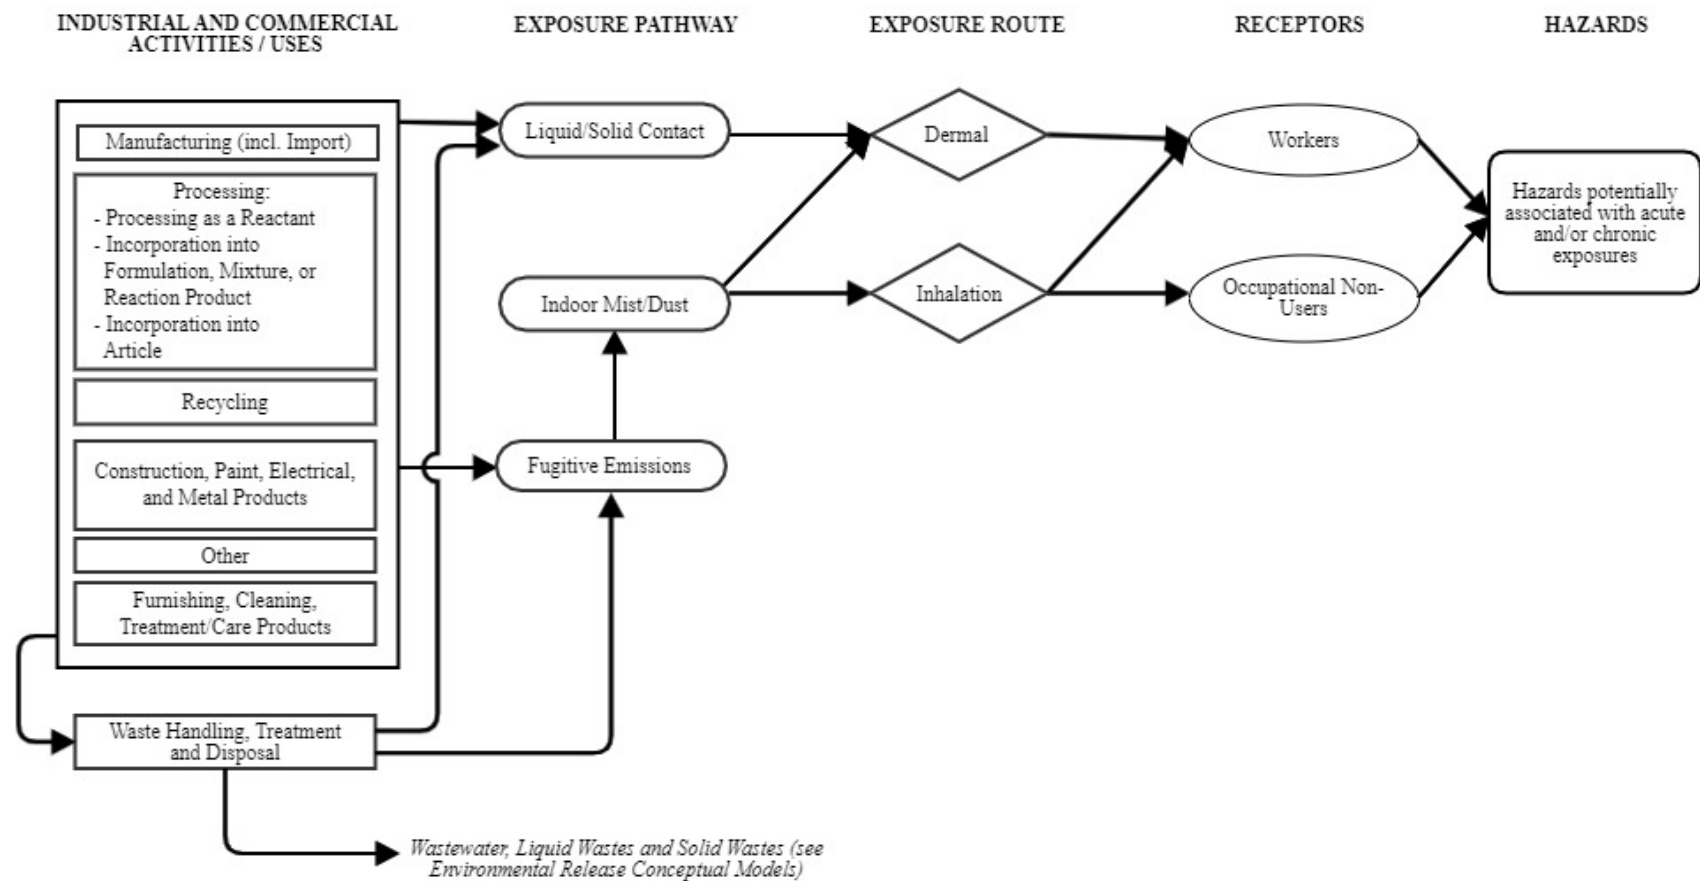 INDUSTRIAL AND COMMERCIAL
ACTIVITIES / USES
EXPOSURE PATHWAY
EXPOSURE ROUTE
RECEPTORS
HAZARDS
Manufacturing (incl. Import)
Processing:
- Processing as a Reactant
- Incorporation into
Formulation, Mixture, or
Reaction Product
- Incorporation into
Article
Recycling
Construction, Paint, Electrical,
and Metal Products
Other
Furnishing, Cleaning,
Treatment/Care Products
Waste Handling, Treatment
and Disposal
Liquid/Solid Contact
Indoor Mist/Dust
Fugitive Emissions
Dermal
Inhalation
Workers
Occupational Non-
Users
Hazards potentially
associated with acute
and/or chronic
exposures
Wastewater, Liquid Wastes and Solid Wastes (see
Environmental Release Conceptual Models)